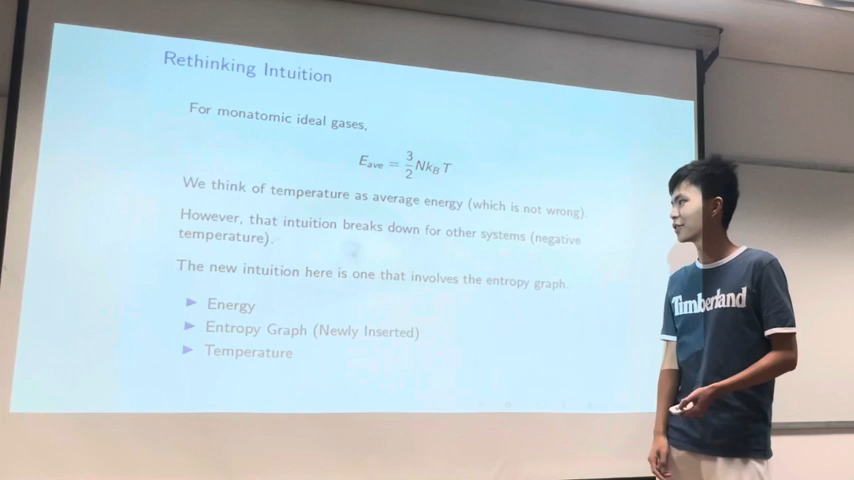 Rethinking Intuition
For monatomic ideal gases,
E_ave = 3/2 Nk_B T
We think of temperature as average energy (which is not wrong).
However, that intuition breaks down for other systems (negative
temperature).
The new intuition here is one that involves the entropy graph.
▶ Energy
▶ Entropy Graph (Newly Inserted)
▶ Temperature
Timberland